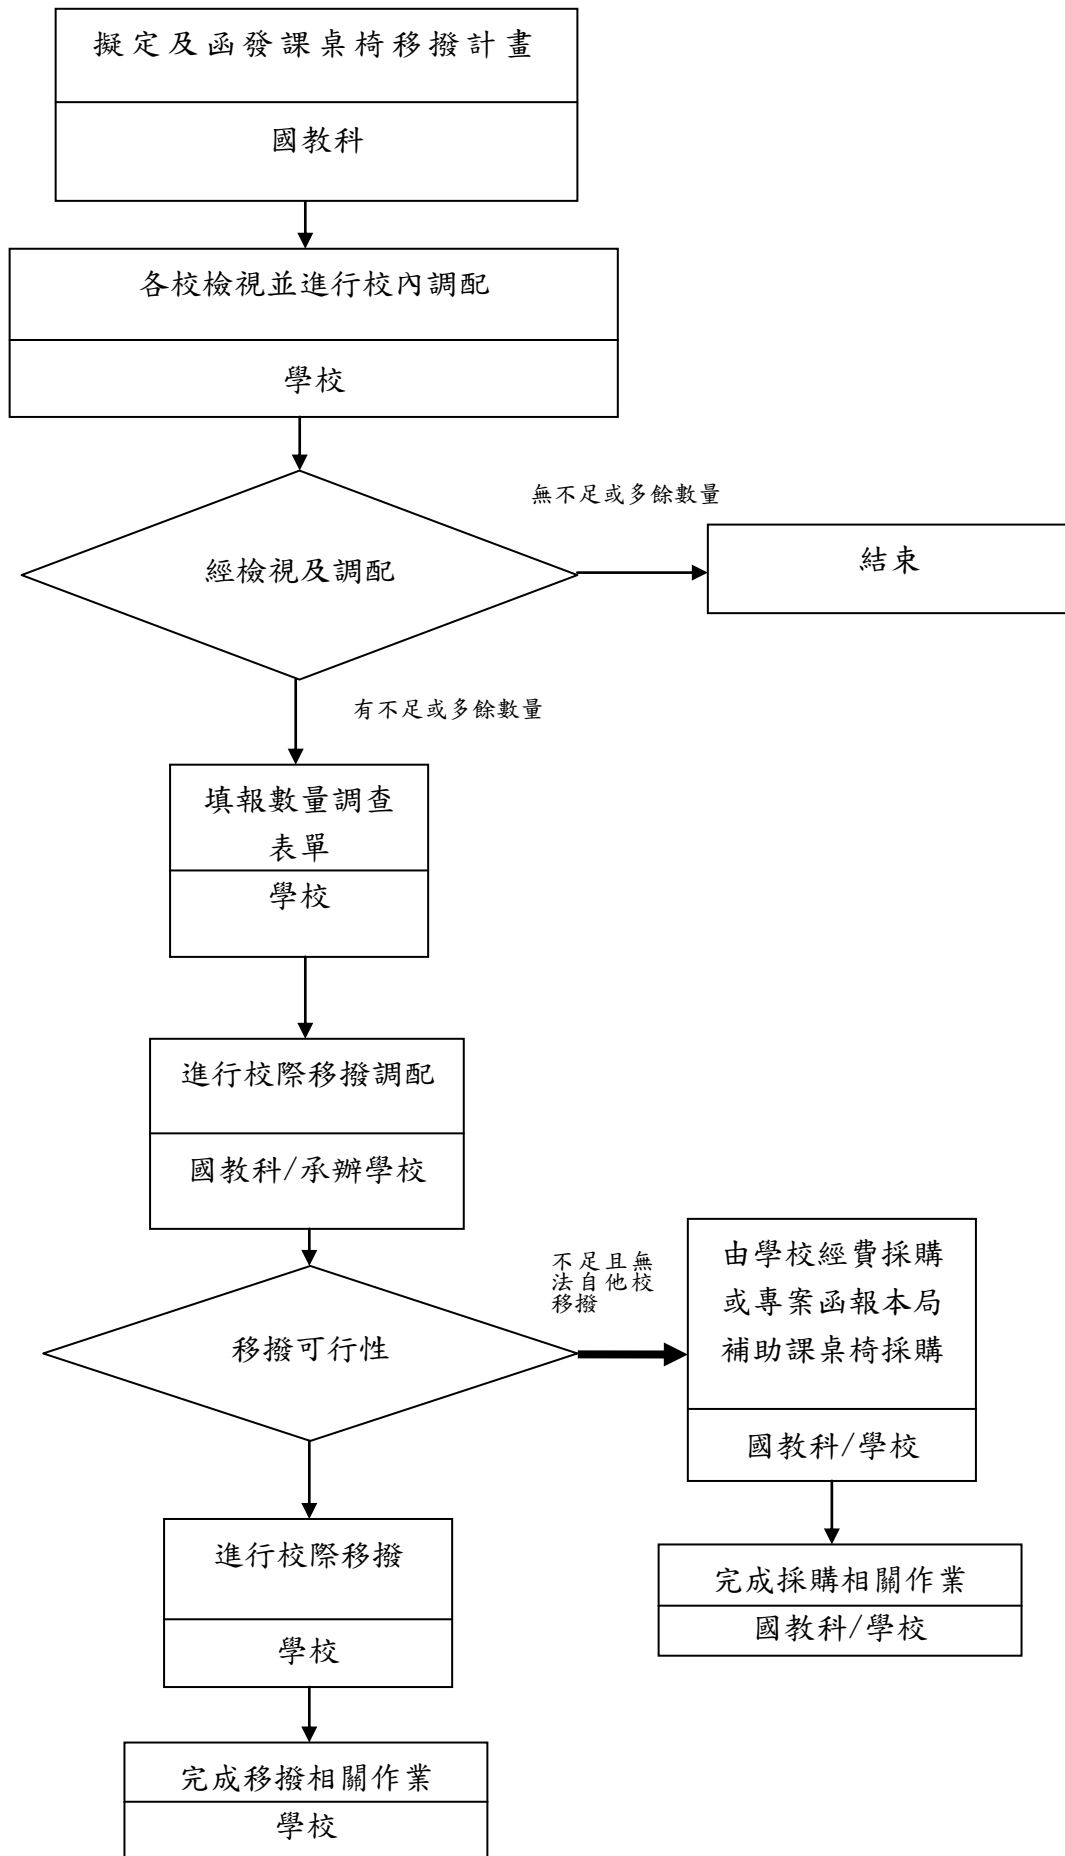 擬定及函發課桌椅移撥計畫
國教科
各校檢視並進行校內調配
學校
無不足或多餘數量
經檢視及調配
結束
有不足或多餘數量
填報數量調查
表單
學校
進行校際移撥調配
國教科/承辦學校
不足且無
法自他校
移撥
移撥可行性
由學校經費採購
或專案函報本局
補助課桌椅採購
國教科/學校
進行校際移撥
學校
完成採購相關作業
國教科/學校
完成移撥相關作業
學校